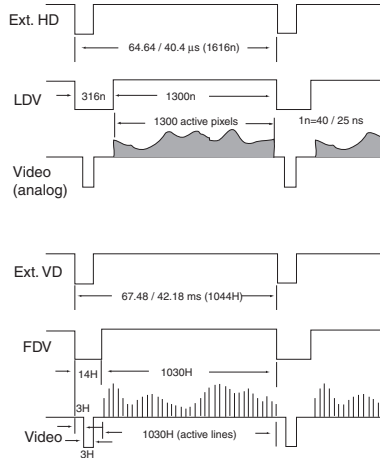 Ext. HD
64.64 / 40.4 µs (1616n)
316n
1300n
LDV
1300 active pixels
1n=40 / 25 ns
Video
(analog)
Ext. VD
67.48 / 42.18 ms (1044H)
FDV
14H
1030H
3H
Video
1030H (active lines)
3H